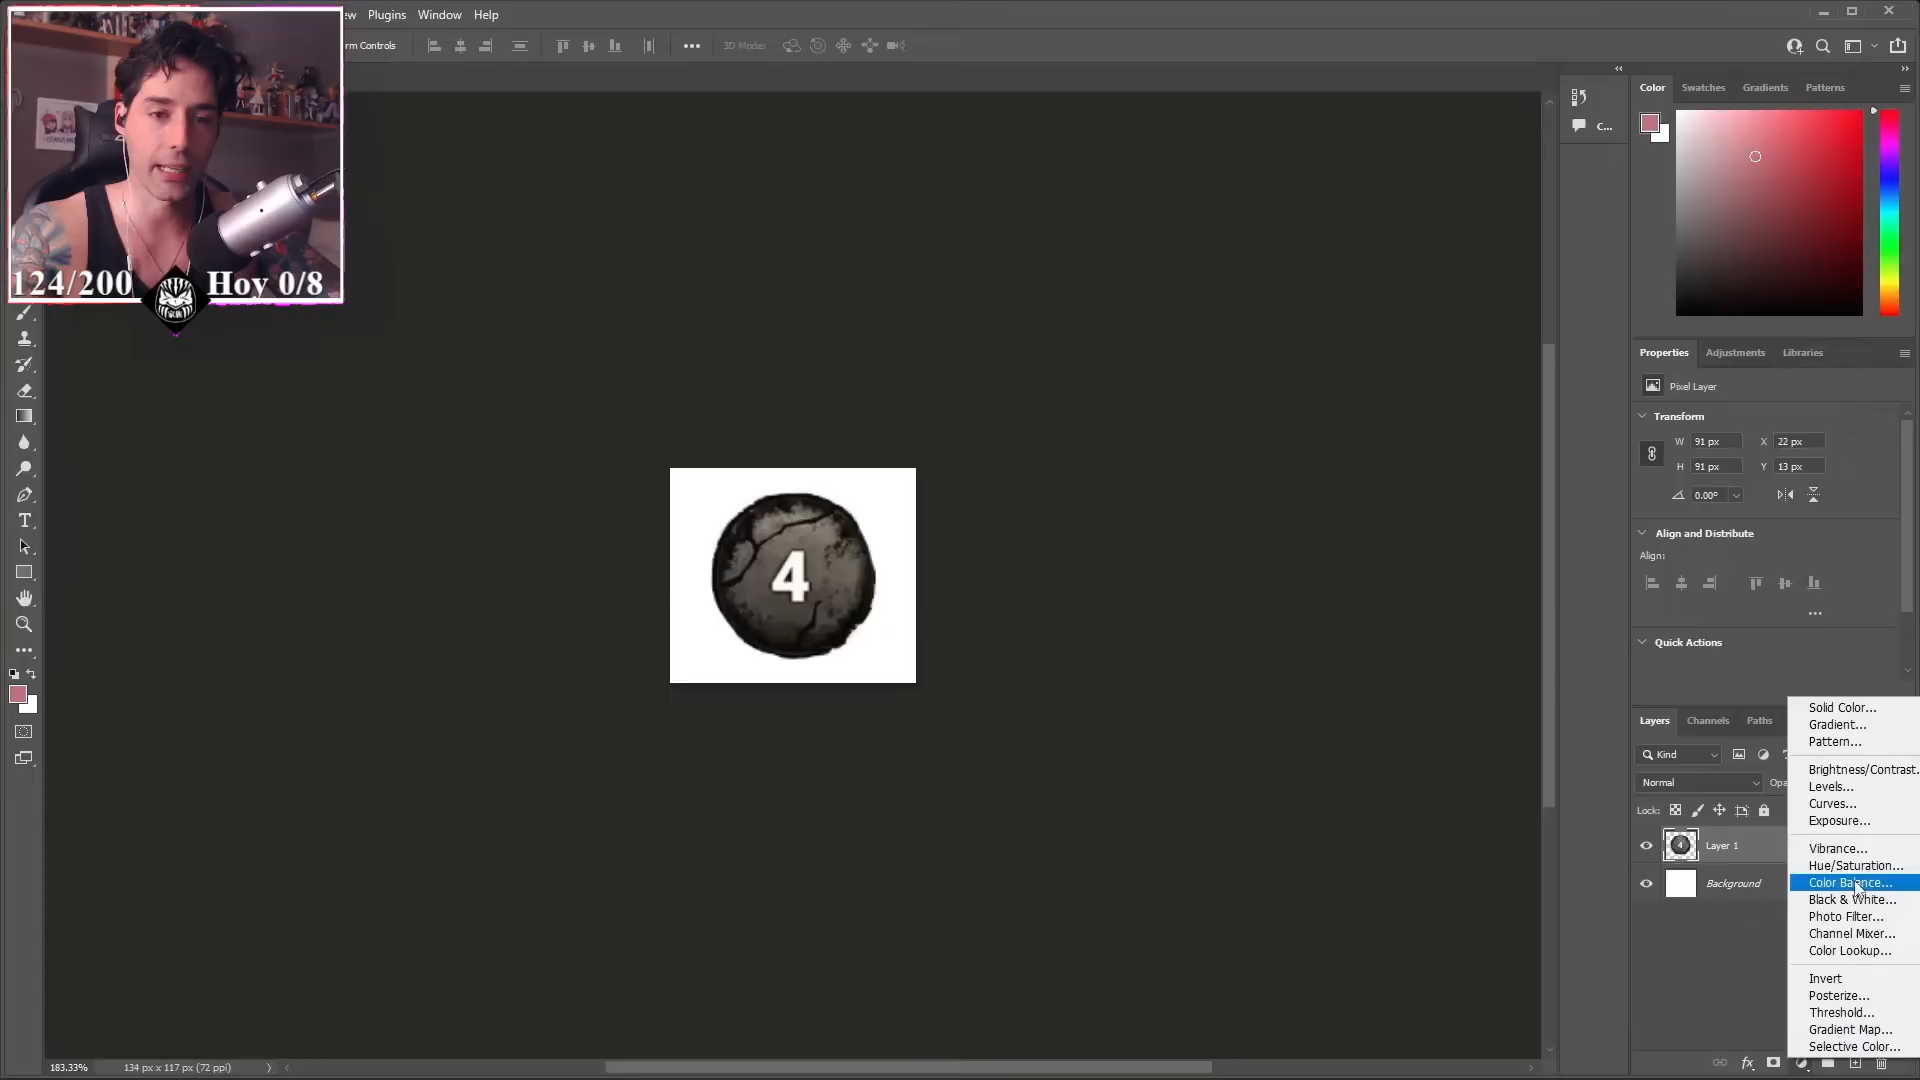 ew Plugins Window Help
rm Controls
3D Mode:
124/200 Hoy 0/8
C...
Color Swatches Gradients Patterns
Properties Adjustments Libraries
Pixel Layer
Transform
W 91 px X 22 px
H 91 px Y 13 px
0.00°
Align and Distribute
Align:
Quick Actions
4
Layers Channels Paths
Kind
Normal Opa
Lock:
Layer 1
Background
Solid Color...
Gradient...
Pattern...
Brightness/Contrast.
Levels...
Curves...
Exposure...
Vibrance...
Hue/Saturation...
Color Balance...
Black & White...
Photo Filter...
Channel Mixer...
Color Lookup...
Invert
Posterize...
Threshold...
Gradient Map...
Selective Color...
fx
183.33% 134 px x 117 px (72 ppi)